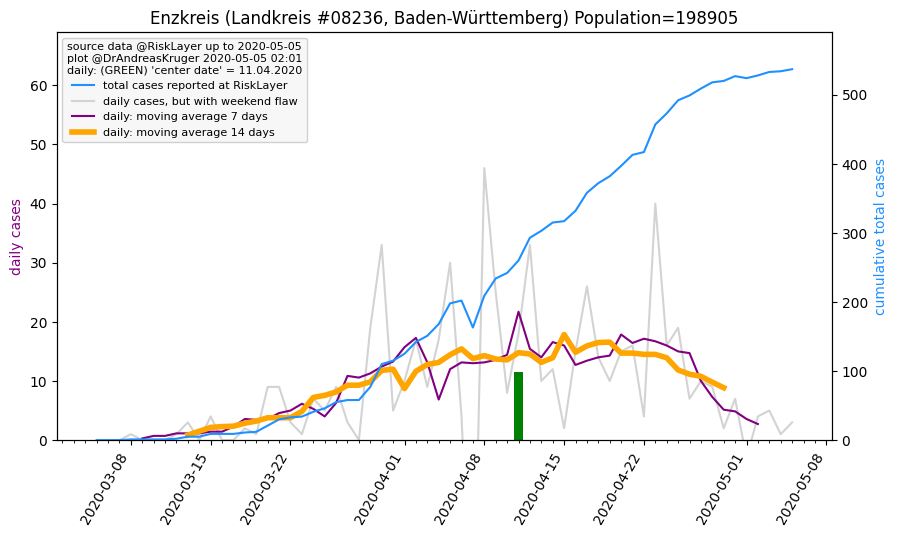 Enzkreis (Landkreis #08236, Baden-Württemberg) Population=198905
source data @RiskLayer up to 2020-05-05
plot @DrAndreasKruger 2020-05-05 02:01
daily: (GREEN) 'center date' = 11.04.2020
total cases reported at RiskLayer
daily cases, but with weekend flaw
daily: moving average 7 days
daily: moving average 14 days
daily cases
60
50
40
30
20
10
0
cumulative total cases
500
400
300
200
100
0
2020-03-08
2020-03-15
2020-03-22
2020-04-01
2020-04-08
2020-04-15
2020-04-22
2020-05-01
2020-05-08